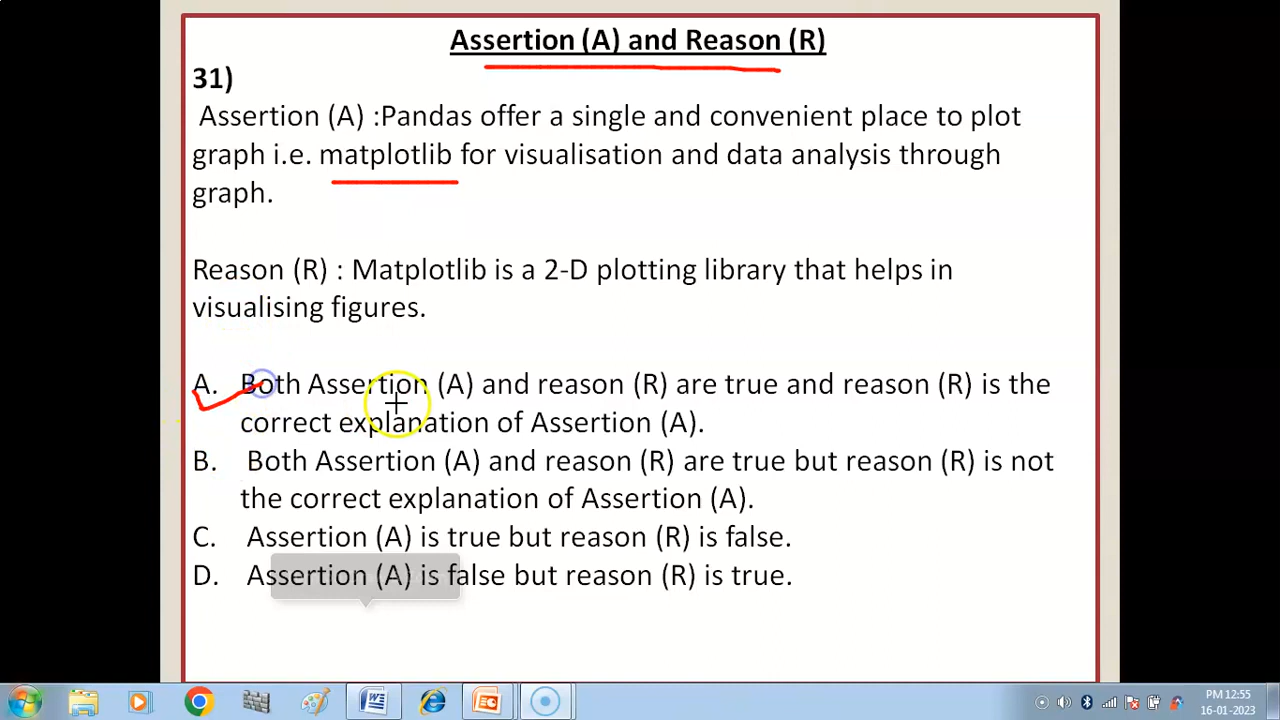 Assertion (A) and Reason (R)
31)
Assertion (A) :Pandas offer a single and convenient place to plot
graph i.e. matplotlib for visualisation and data analysis through
graph.
Reason (R) : Matplotlib is a 2-D plotting library that helps in
visualising figures.
A. Both Assertion (A) and reason (R) are true and reason (R) is the
correct explanation of Assertion (A).
B. Both Assertion (A) and reason (R) are true but reason (R) is not
the correct explanation of Assertion (A).
C. Assertion (A) is true but reason (R) is false.
D. Assertion (A) is false but reason (R) is true.
PM 12:55
16-01-2023